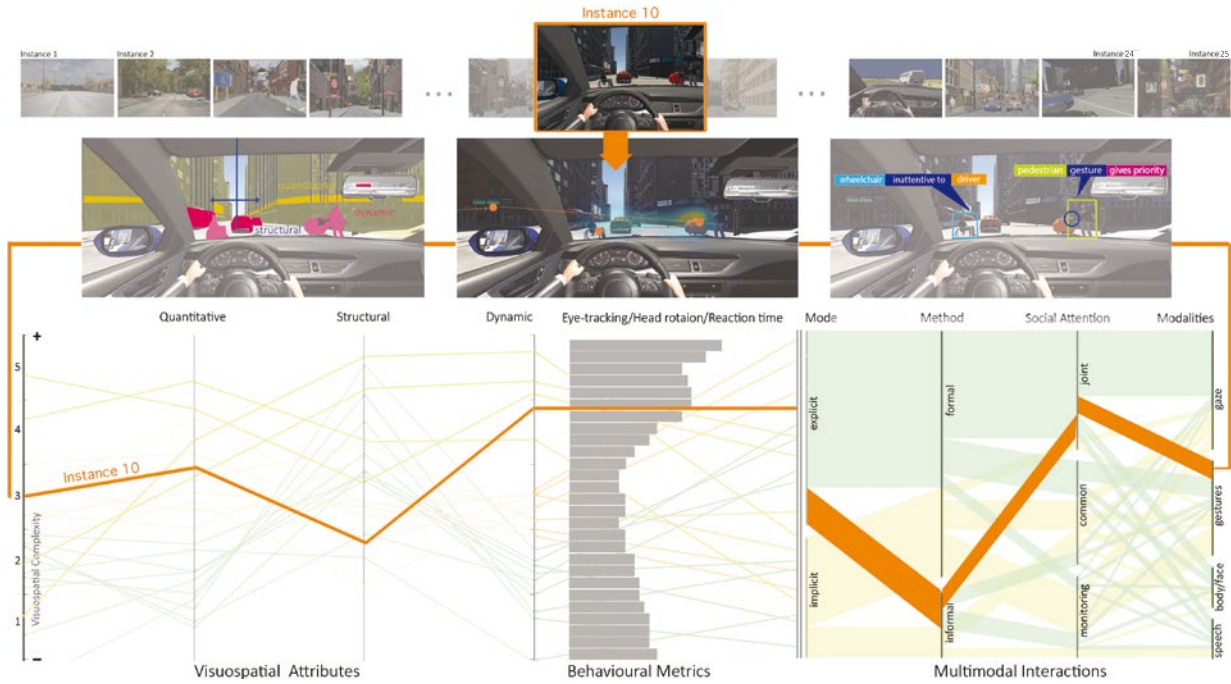 Instance 10
Instance 1
Instance 2
Instance 24
Instance 25
quantitative
dynamic
structural
wheelchair
inattentive to
driver
pedestrian
gesture
gives priority
Quantitative
Structural
Dynamic
Eye-tracking/Head rotaion/Reaction time
Mode
Method
Social Attention
Modalities
+
5
4
3
2
1
–
Visuospatial Complexity
Instance 10
explicit
implicit
formal
informal
joint
common
monitoring
gaze
gestures
body/face
speech
Visuospatial Attributes
Behavioural Metrics
Multimodal Interactions